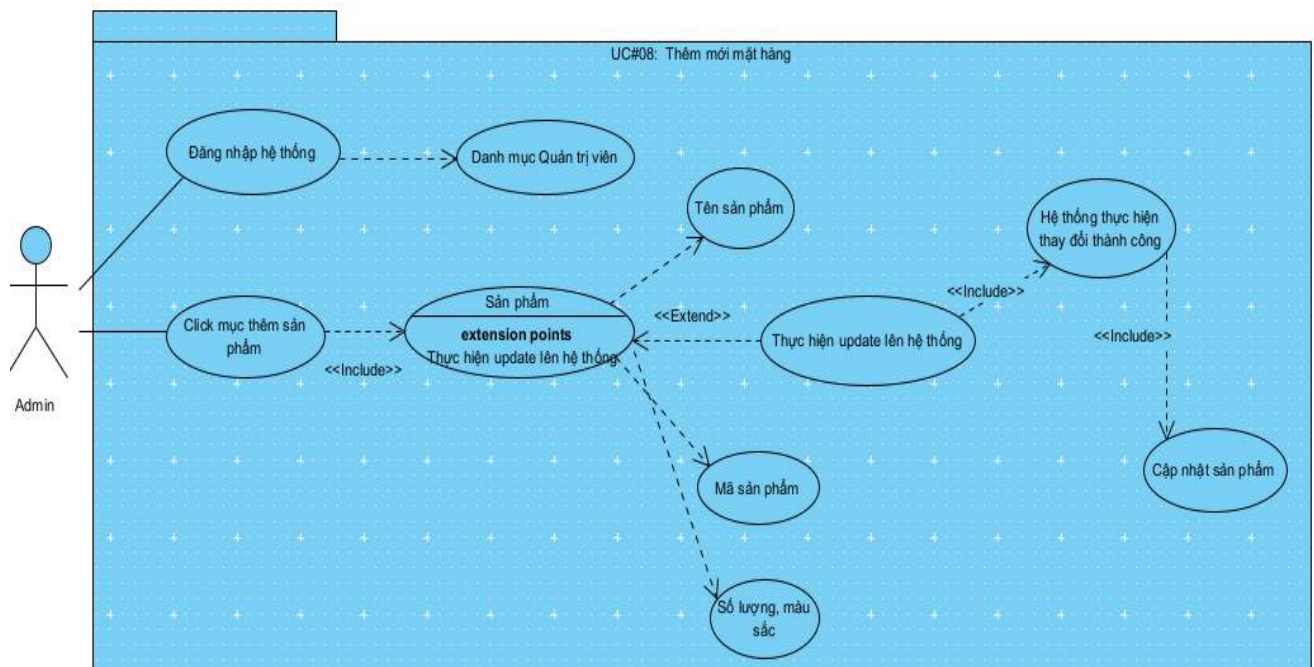 UC#08: Thêm mới mặt hàng
Đăng nhập hệ thống
Danh mục Quản trị viên
Tên sản phẩm
Hệ thống thực hiện
thay đổi thành công
<<Include>>
Sản phẩm
<<Extend>>
Click mục thêm sản
phẩm
extension points
Thực hiện update lên hệ thống
Thực hiện update lên hệ thống
<<Include>>
<<Include>>
Admin
Cập nhật sản phẩm
Mã sản phẩm
Số lượng, màu
sắc